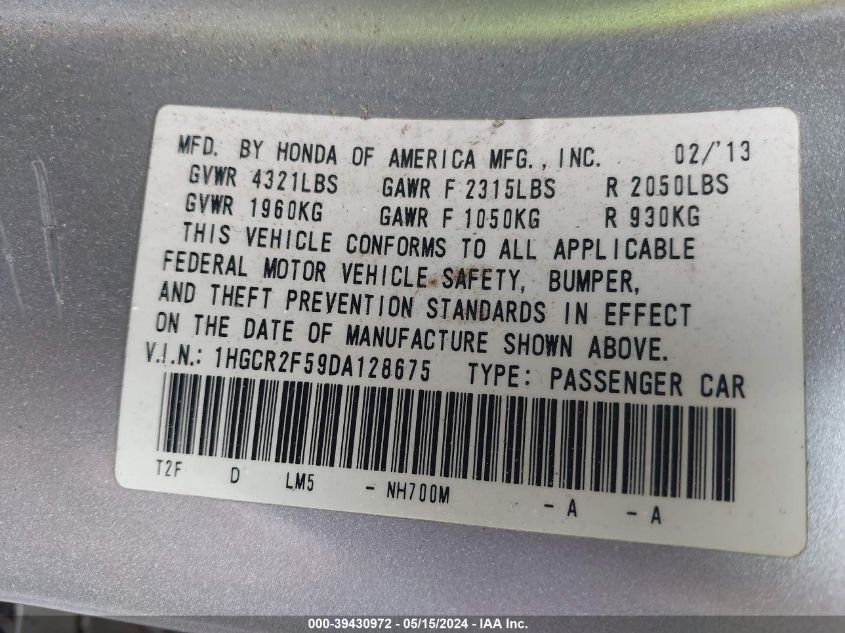 MFD. BY HONDA OF AMERICA MFG., INC. 02/'13
GVWR 4321LBS GAWR F 2315LBS R 2050LBS
GVWR 1960KG GAWR F 1050KG R 930KG
THIS VEHICLE CONFORMS TO ALL APPLICABLE
FEDERAL MOTOR VEHICLE SAFETY, BUMPER,
AND THEFT PREVENTION STANDARDS IN EFFECT
ON THE DATE OF MANUFACTURE SHOWN ABOVE.
V.I.N.: 1HGCR2F59DA128675 TYPE: PASSENGER CAR
T2F D LM5 - NH700M - A - A
000-39430972 - 05/15/2024 - IAA Inc.